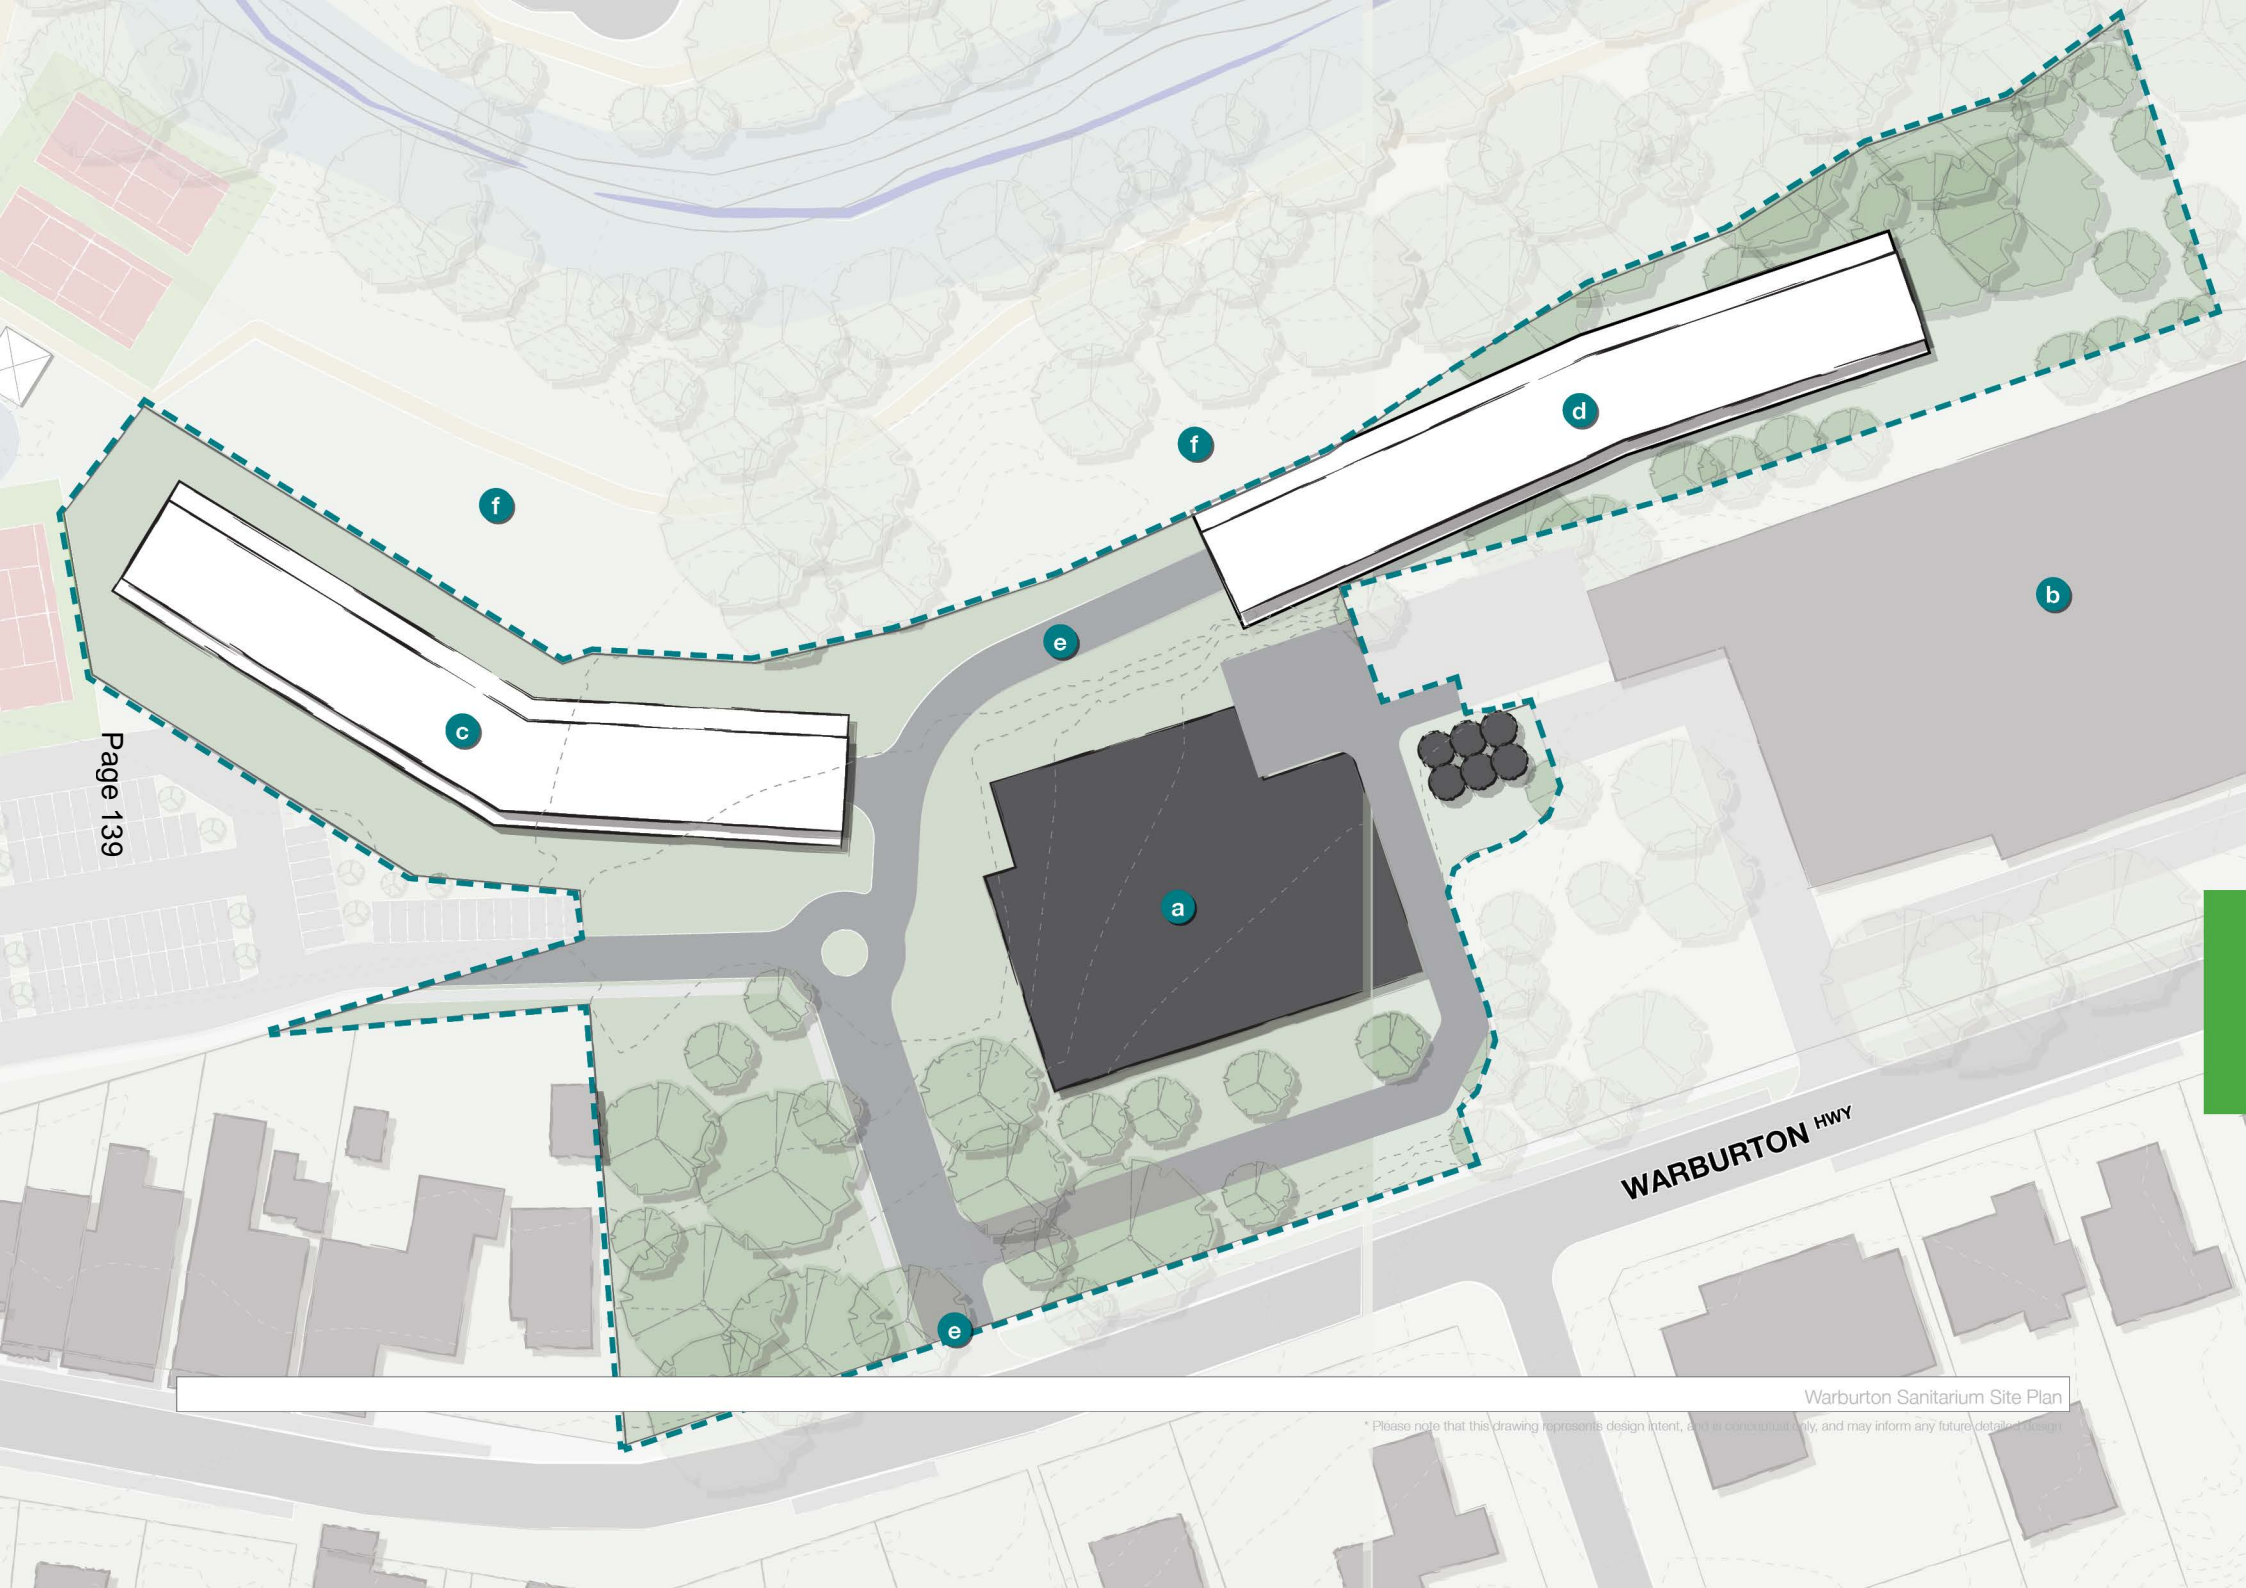 d
f
f
b
e
c
Page 139
a
WARBURTON HWY
e
Warburton Sanitarium Site Plan
* Please note that this drawing represents design intent, and is conceptual only, and may inform any future detailed design